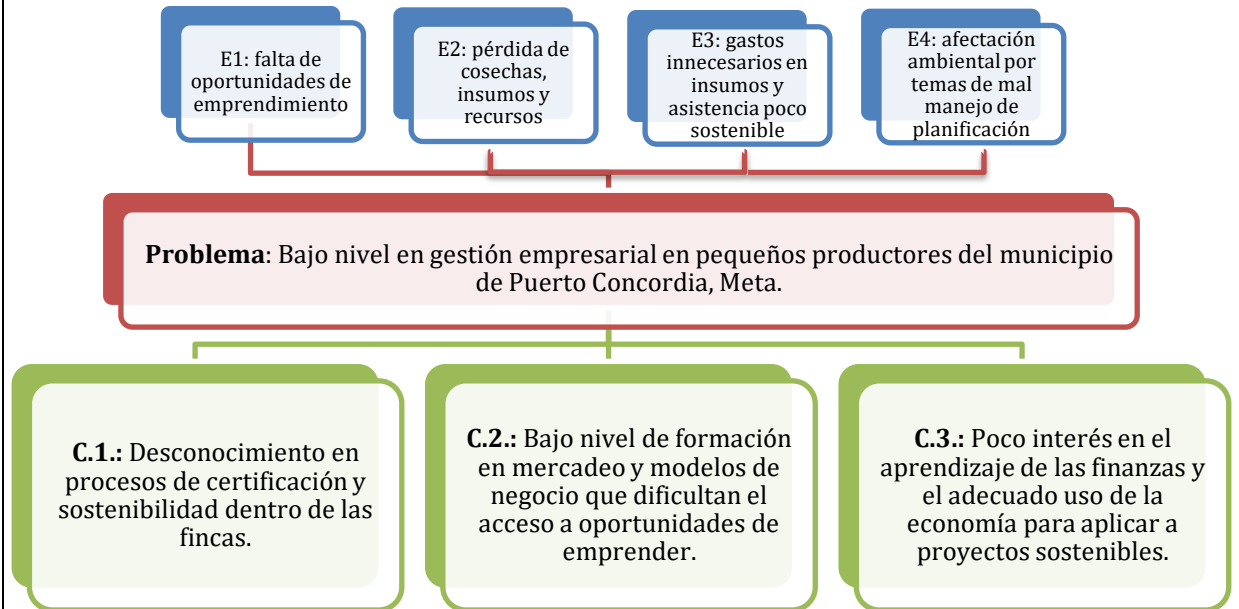 E1: falta de
oportunidades de
emprendimiento
E2: pérdida de
cosechas,
insumos y
recursos
E3: gastos
innecesarios en
insumos y
asistencia poco
sostenible
E4: afectación
ambiental por
temas de mal
manejo de
planificación
Problema: Bajo nivel en gestión empresarial en pequeños productores del municipio
de Puerto Concordia, Meta.
C.1.: Desconocimiento en
procesos de certificación y
sostenibilidad dentro de las
fincas.
C.2.: Bajo nivel de formación
en mercadeo y modelos de
negocio que dificultan el
acceso a oportunidades de
emprender.
C.3.: Poco interés en el
aprendizaje de las finanzas y
el adecuado uso de la
economía para aplicar a
proyectos sostenibles.